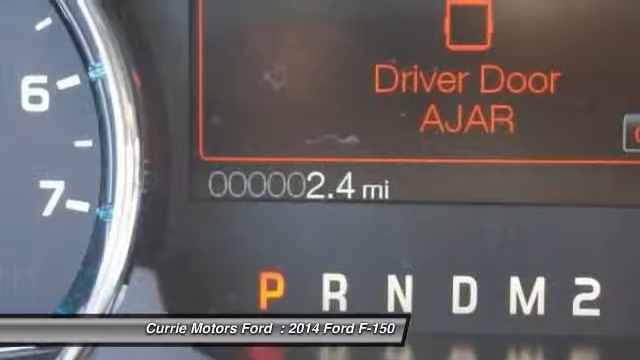 6
7
Driver Door
AJAR
000002.4 mi
P R N D M 2
Currie Motors Ford : 2014 Ford F-150